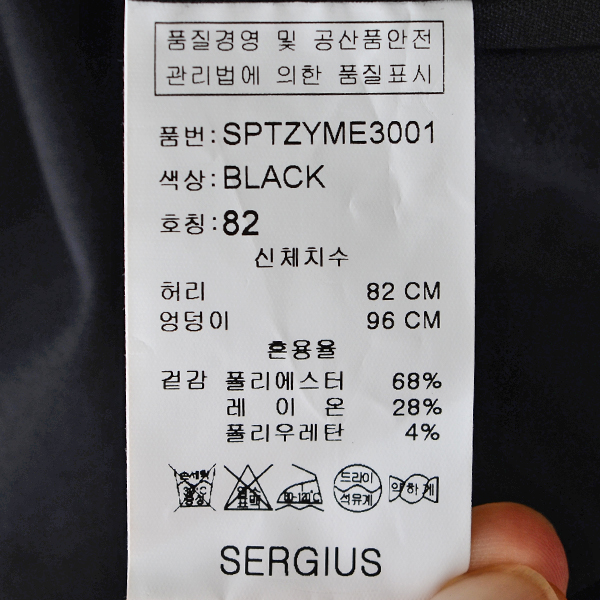 품질경영 및 공산품안전
관리법에 의한 품질표시
품번: SPTZYME3001
색상: BLACK
호칭: 82
신체치수
허리 82 CM
엉덩이 96 CM
혼용율
겉감 폴리에스터 68%
레 이 온 28%
폴리우레탄 4%
손세탁 드라이
석유계 약하게
SERGIUS